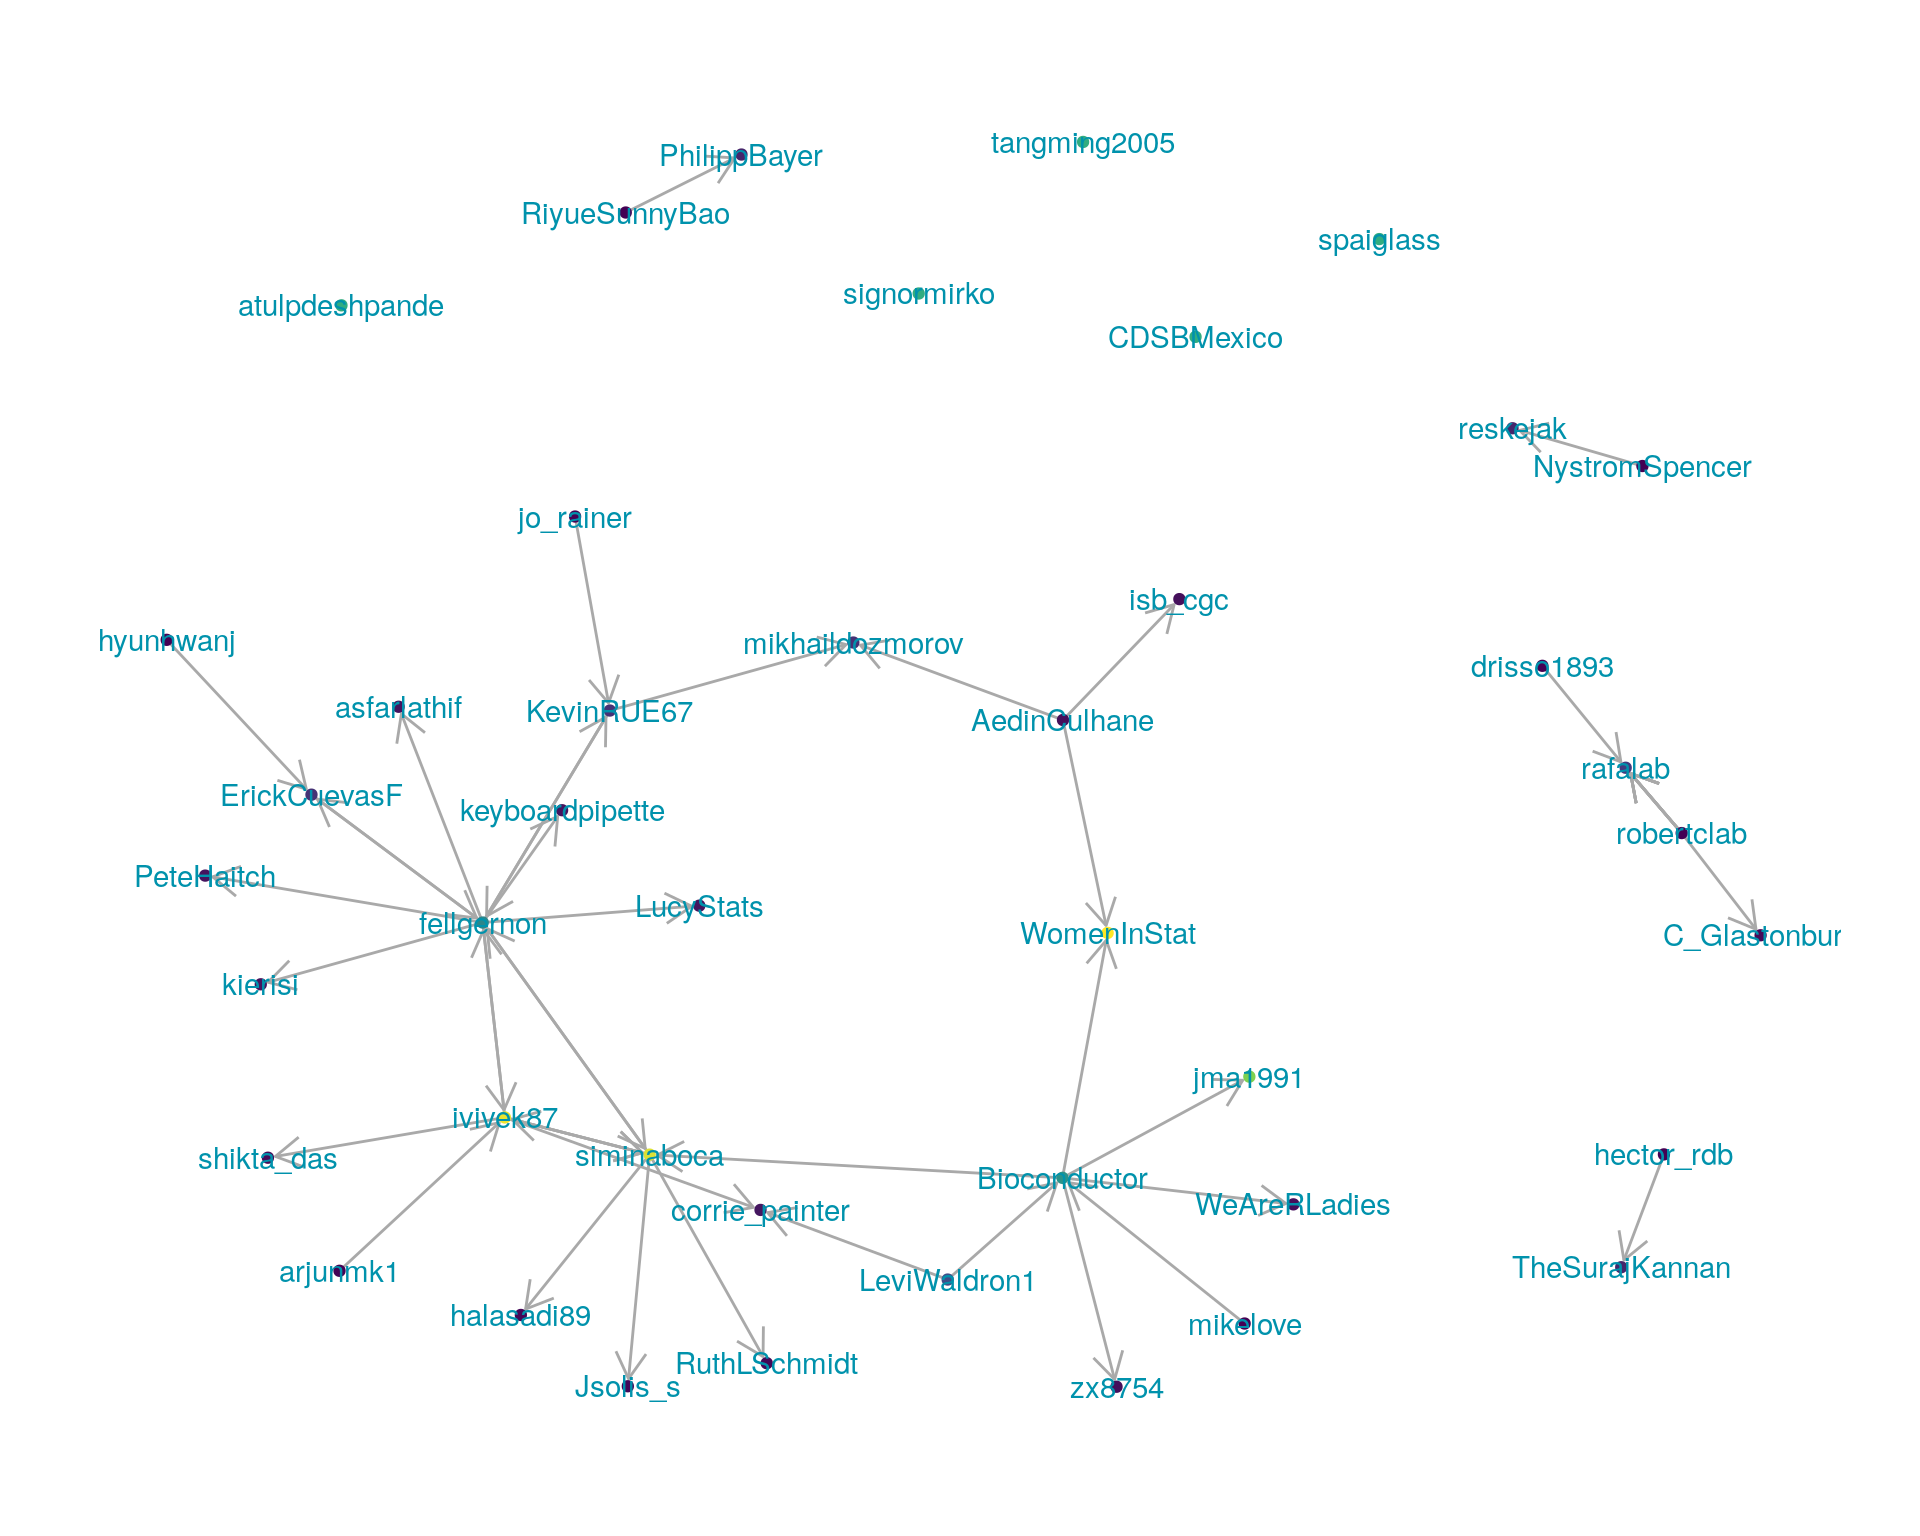 tangming2005
PhilippBayer
RiyueSunnyBao
spaiglass
signormirko
atulpdeshpande
CDSBMexico
reskejak
NystromSpencer
jo_rainer
isb_cgc
hyunhwanj
mikhaildozmorov
drisso1893
asfarlathif
KevinRUE67
AedinCulhane
rafalab
ErickCuevasF
keyboardpipette
robertclab
PeteHaitch
LucyStats
fellgernon
WomenInStat
C_Glastonbur
kierisi
jma1991
ivivek87
siminaboca
hector_rdb
shikta_das
Bioconductor
WeAreRLadies
corrie_painter
TheSurajKannan
arjunmk1
LeviWaldron1
halasadi89
mikelove
RuthLSchmidt
Jsolis_s
zx8754